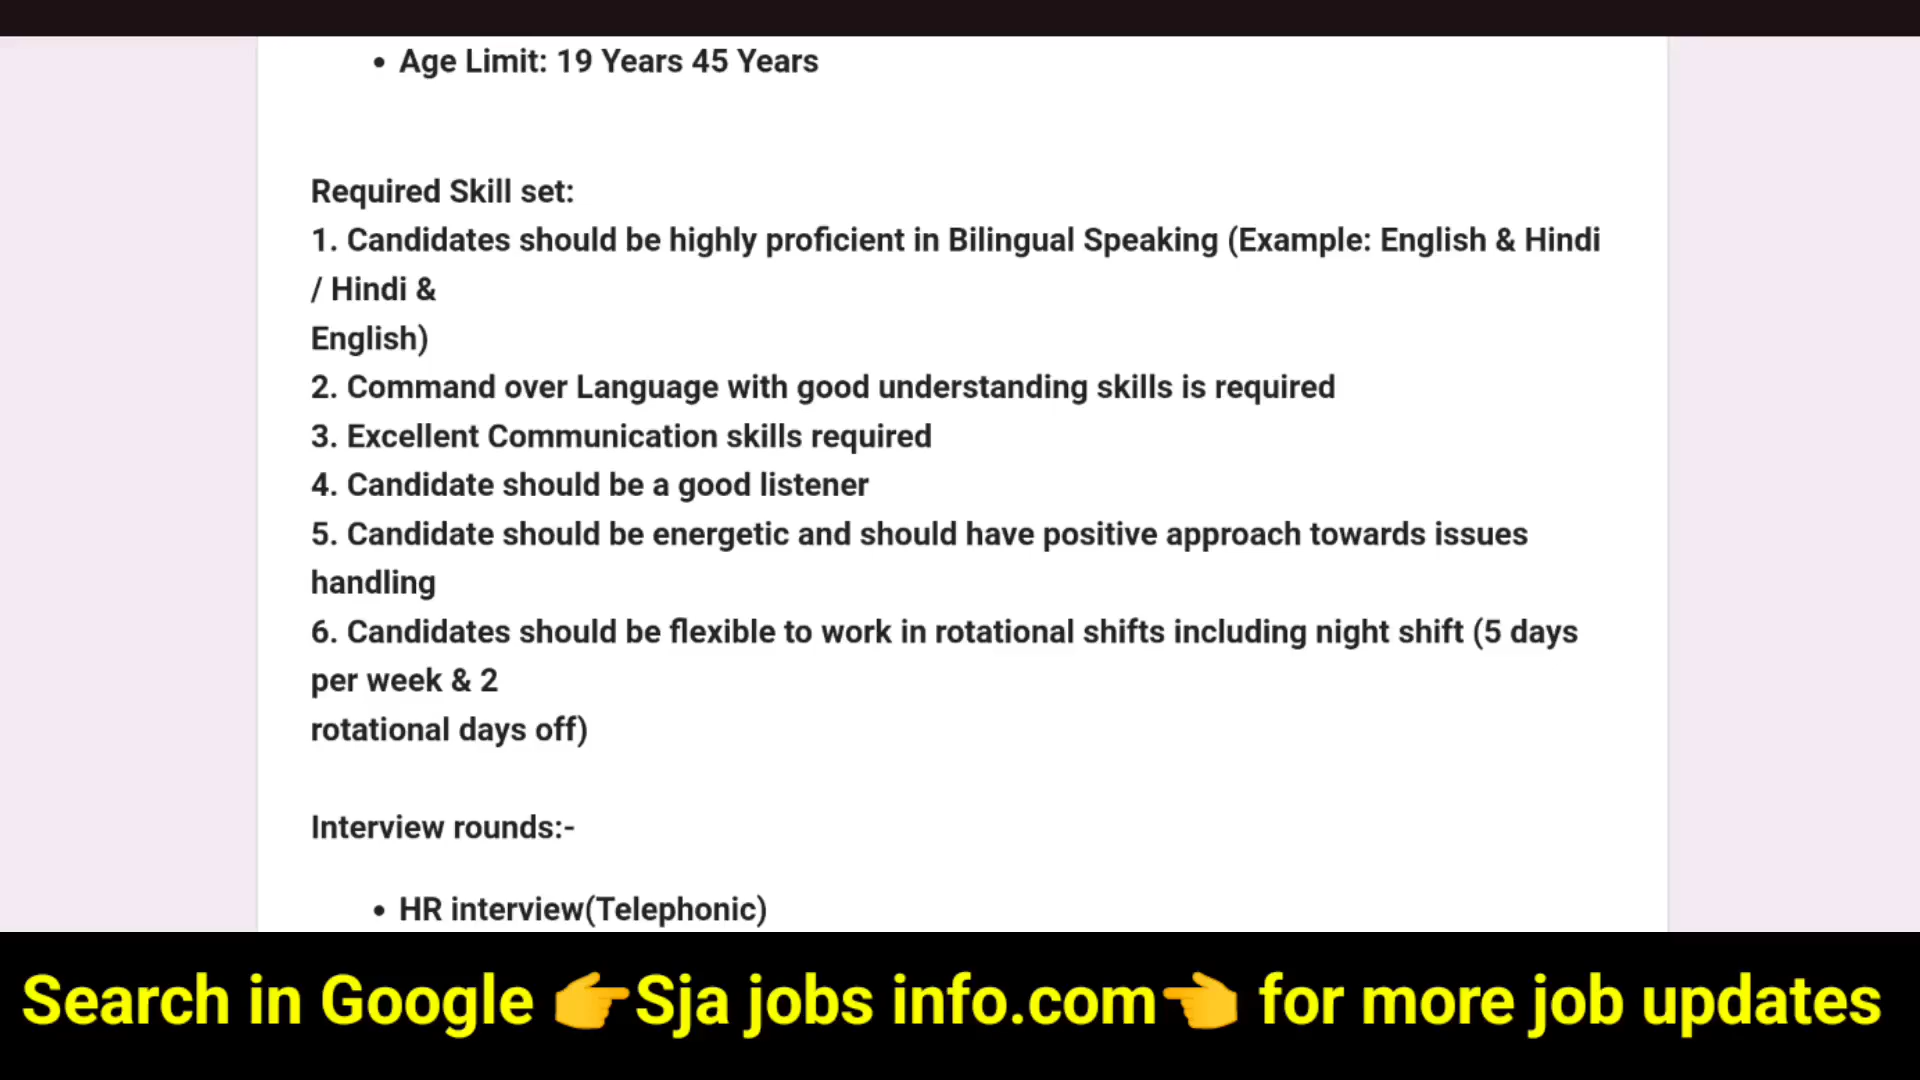 • Age Limit: 19 Years 45 Years
Required Skill set:
1. Candidates should be highly proficient in Bilingual Speaking (Example: English & Hindi
/ Hindi &
English)
2. Command over Language with good understanding skills is required
3. Excellent Communication skills required
4. Candidate should be a good listener
5. Candidate should be energetic and should have positive approach towards issues
handling
6. Candidates should be flexible to work in rotational shifts including night shift (5 days
per week & 2
rotational days off)
Interview rounds:-
• HR interview(Telephonic)
Search in Google 👉Sja jobs info.com👈 for more job updates